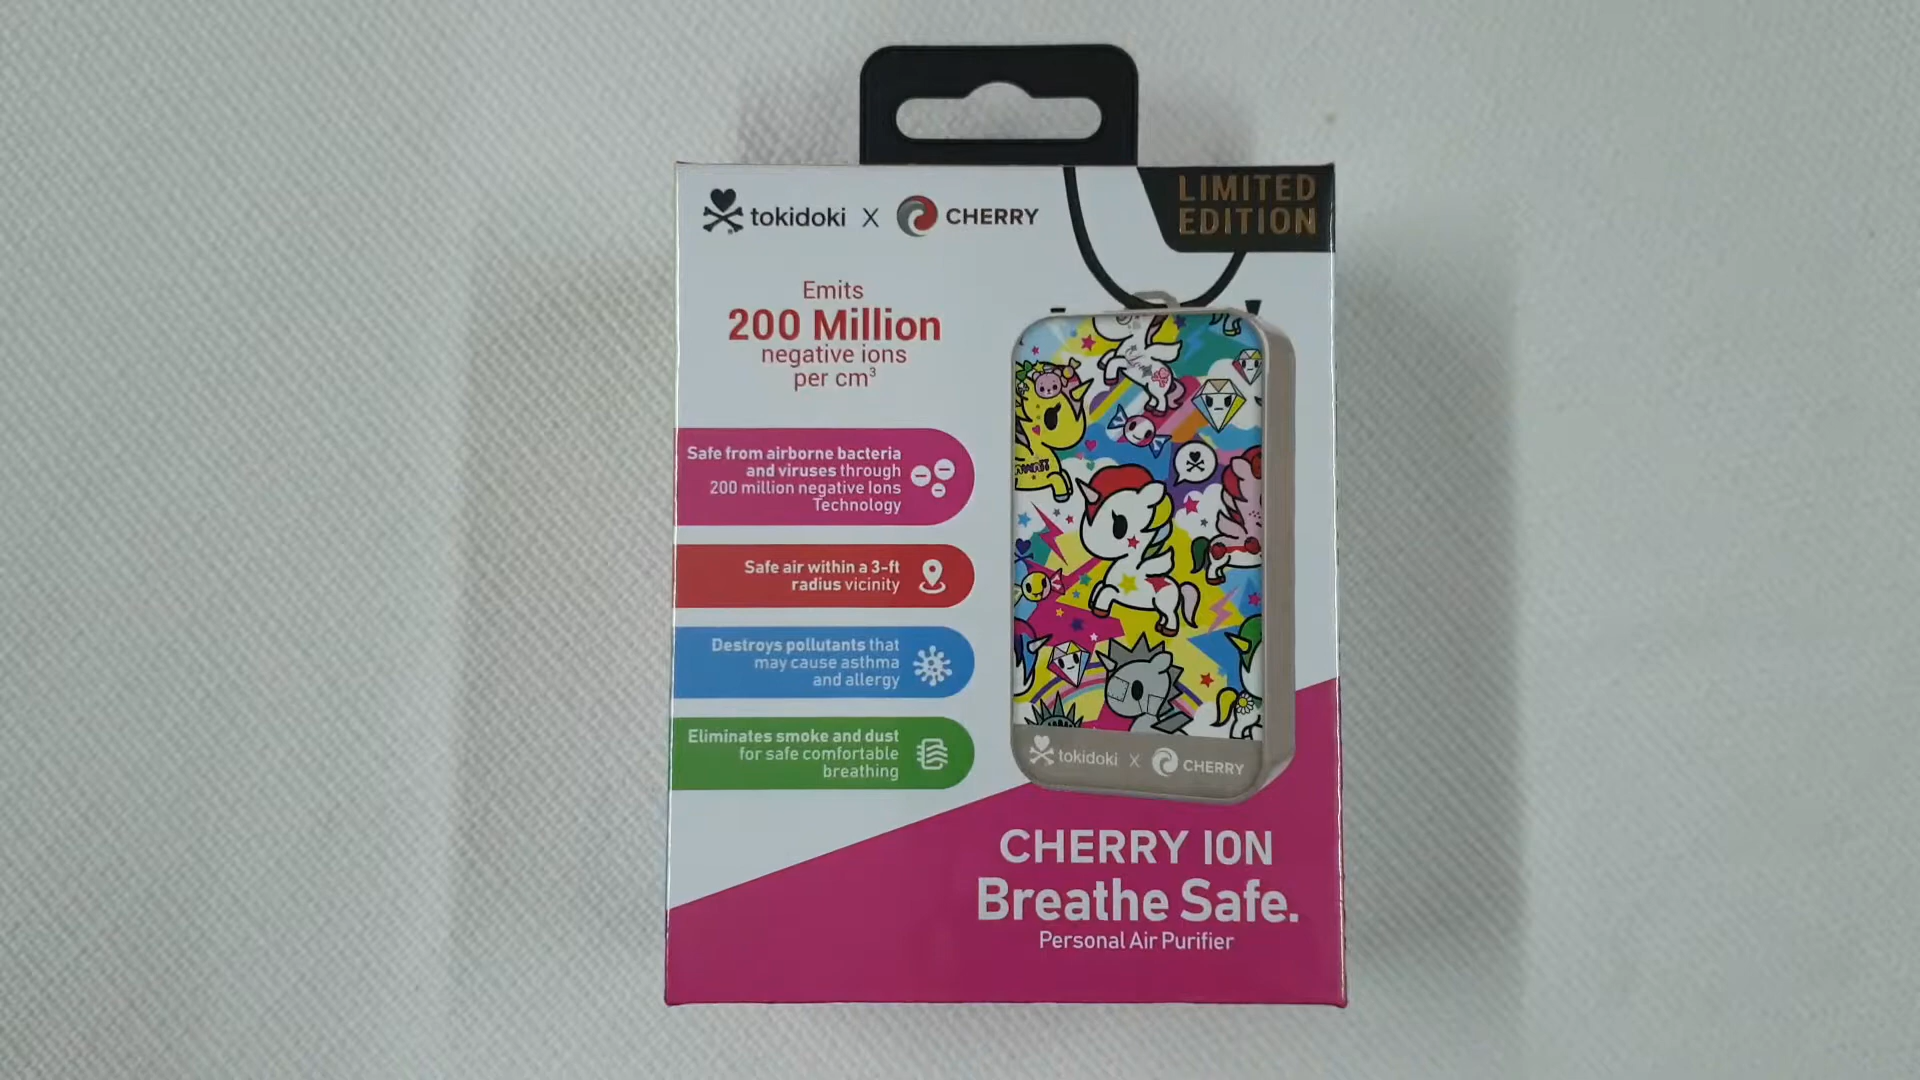 tokidoki X CHERRY
LIMITED
EDITION
Emits
200 Million
negative ions
per cm³
Safe from airborne bacteria
and viruses through
200 million negative Ions
Technology
Safe air within a 3-ft
radius vicinity
Destroys pollutants that
may cause asthma
and allergy
Eliminates smoke and dust
for safe comfortable
breathing
tokidoki X CHERRY
CHERRY ION
Breathe Safe.
Personal Air Purifier